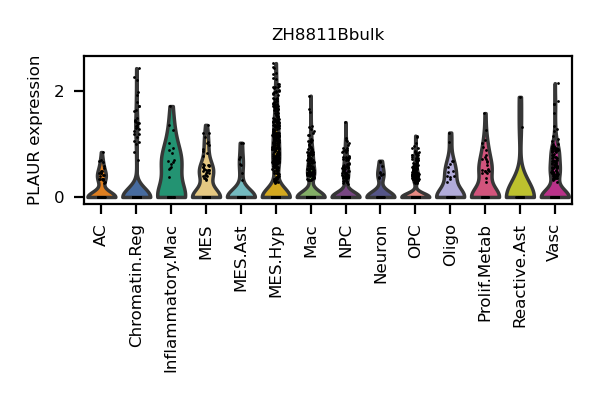 ZH8811Bbulk
PLAUR expression
2
0
AC
Chromatin.Reg
Inflammatory.Mac
MES
MES.Ast
MES.Hyp
Mac
NPC
Neuron
OPC
Oligo
Prolif.Metab
Reactive.Ast
Vasc